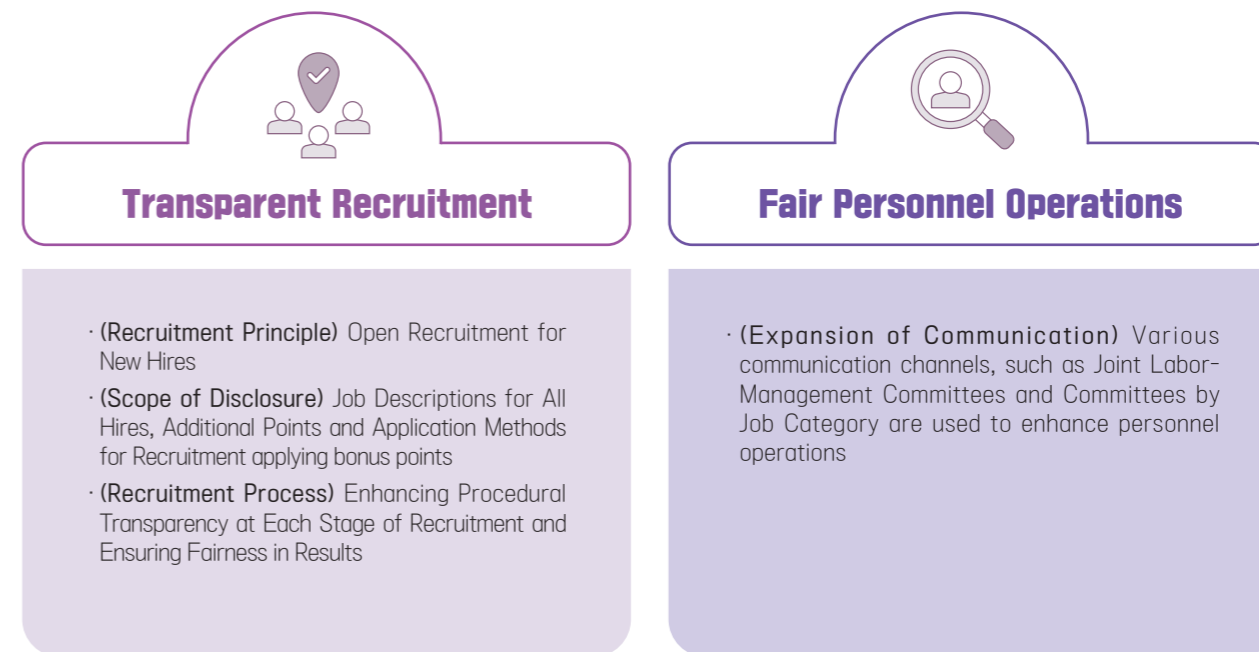 Transparent Recruitment
· (Recruitment Principle) Open Recruitment for
New Hires
· (Scope of Disclosure) Job Descriptions for All
Hires, Additional Points and Application Methods
for Recruitment applying bonus points
· (Recruitment Process) Enhancing Procedural
Transparency at Each Stage of Recruitment and
Ensuring Fairness in Results
Fair Personnel Operations
· (Expansion of Communication) Various
communication channels, such as Joint Labor-
Management Committees and Committees by
Job Category are used to enhance personnel
operations